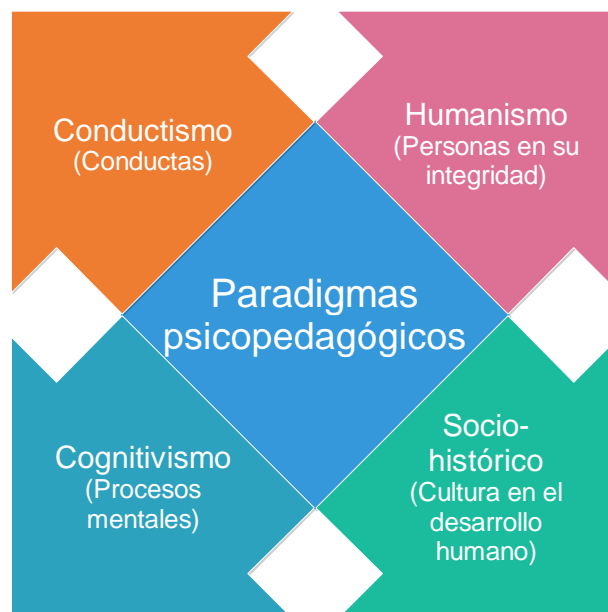 Conductismo
(Conductas)
Humanismo
(Personas en su
integridad)
Paradigmas
psicopedagógicos
Cognitivismo
(Procesos
mentales)
Socio-
histórico
(Cultura en el
desarrollo
humano)